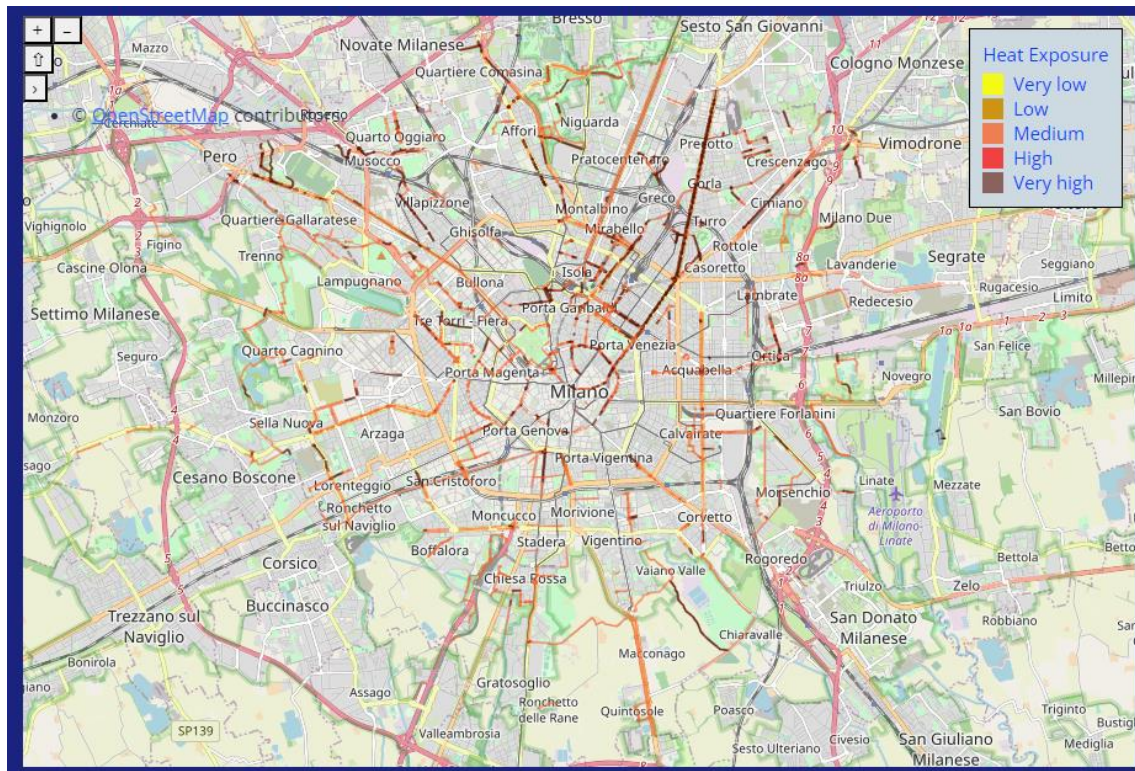 + –
⇧
›
• © OpenStreetMap contributors.
Heat Exposure
Very low
Low
Medium
High
Very high
Bresso
Sesto San Giovanni
Mazzo
Novate Milanese
Cologno Monzese
Quartiere Comasina
Cerchiate
Niguarda
Affori
Quarto Oggiaro
Musocco
Pero
Pratocentenaro
Precotto
Crescenzago
Vimodrone
Gorla
Greco
Cimiano
Villapizzone
Montalbino
Mirabello
Turro
Milano Due
Vighignolo
Quartiere Gallaratese
Ghisolfa
Rottole
Figino
Trenno
Cascine Olona
Lampugnano
Bullona
Isola
Casoretto
Lavanderie
Segrate
Seggiano
Rugacesio
Limito
Lambrate
Redecesio
Settimo Milanese
Porta Garibaldi
Tre Torri - Fiera
Porta Venezia
San Felice
Seguro
Quarto Cagnino
Ortica
Porta Magenta
Acquabella
Novegro
Milano
Monzoro
Sella Nuova
Arzaga
Porta Genova
Quartiere Forlanini
San Bovio
Calvairate
Porta Vigentina
Cesano Boscone
Lorenteggio
San Cristoforo
Linate
Mezzate
Morsenchio
Ronchetto
sul Naviglio
Moncucco
Morivione
Corvetto
Aeroporto
di Milano-
Linate
Boffalora
Stadera
Vigentino
Corsico
Rogoredo
Bettola
Chiesa Rossa
Vaiano Valle
Triulzo
Zelo
Buccinasco
Trezzano sul
Naviglio
San Donato
Milanese
Robbiano
Chiaravalle
Macconago
Bonirola
Assago
Gratosoglio
Ronchetto
delle Rane
Quintosole
Poasco
Triginto
SP139
Valleambrosia
Sesto Ulteriano
Civesio
San Giuliano
Milanese
Mediglia